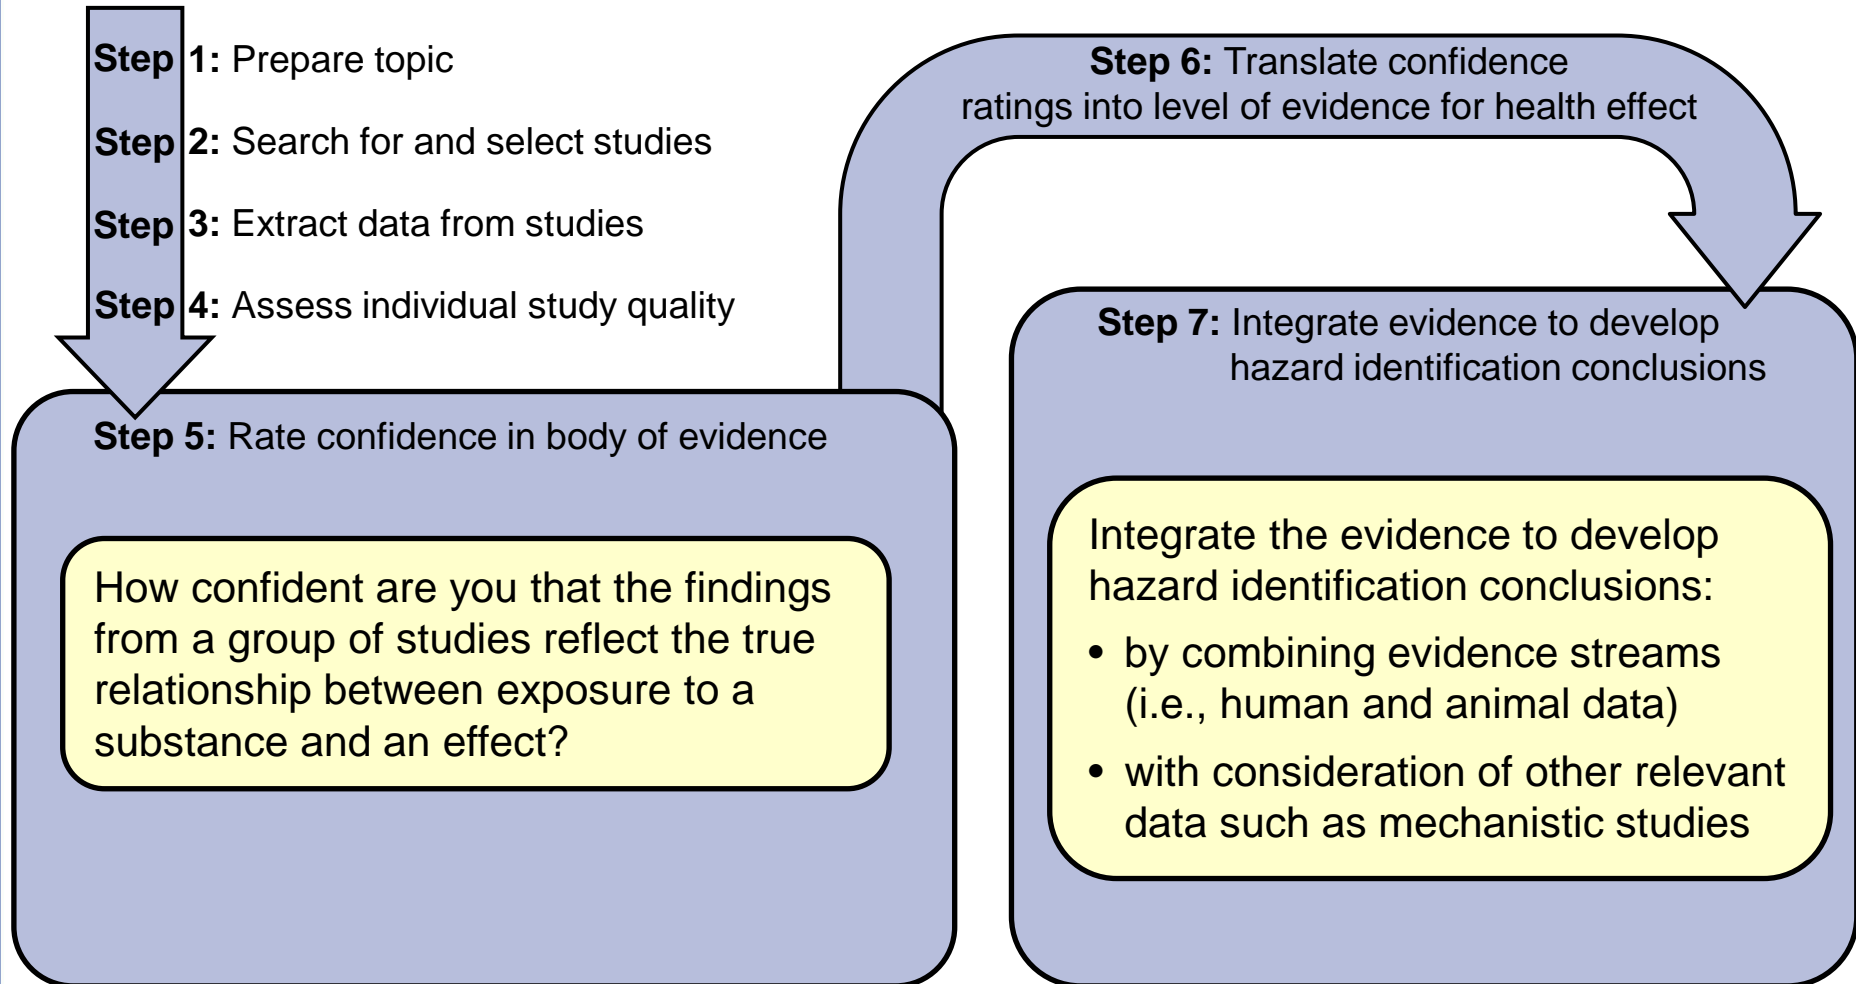 Step 1: Prepare topic
Step 2: Search for and select studies
Step 3: Extract data from studies
Step 4: Assess individual study quality
Step 5: Rate confidence in body of evidence
How confident are you that the findings
from a group of studies reflect the true
relationship between exposure to a
substance and an effect?
Step 6: Translate confidence
ratings into level of evidence for health effect
Step 7: Integrate evidence to develop
hazard identification conclusions
Integrate the evidence to develop
hazard identification conclusions:
• by combining evidence streams
(i.e., human and animal data)
• with consideration of other relevant
data such as mechanistic studies